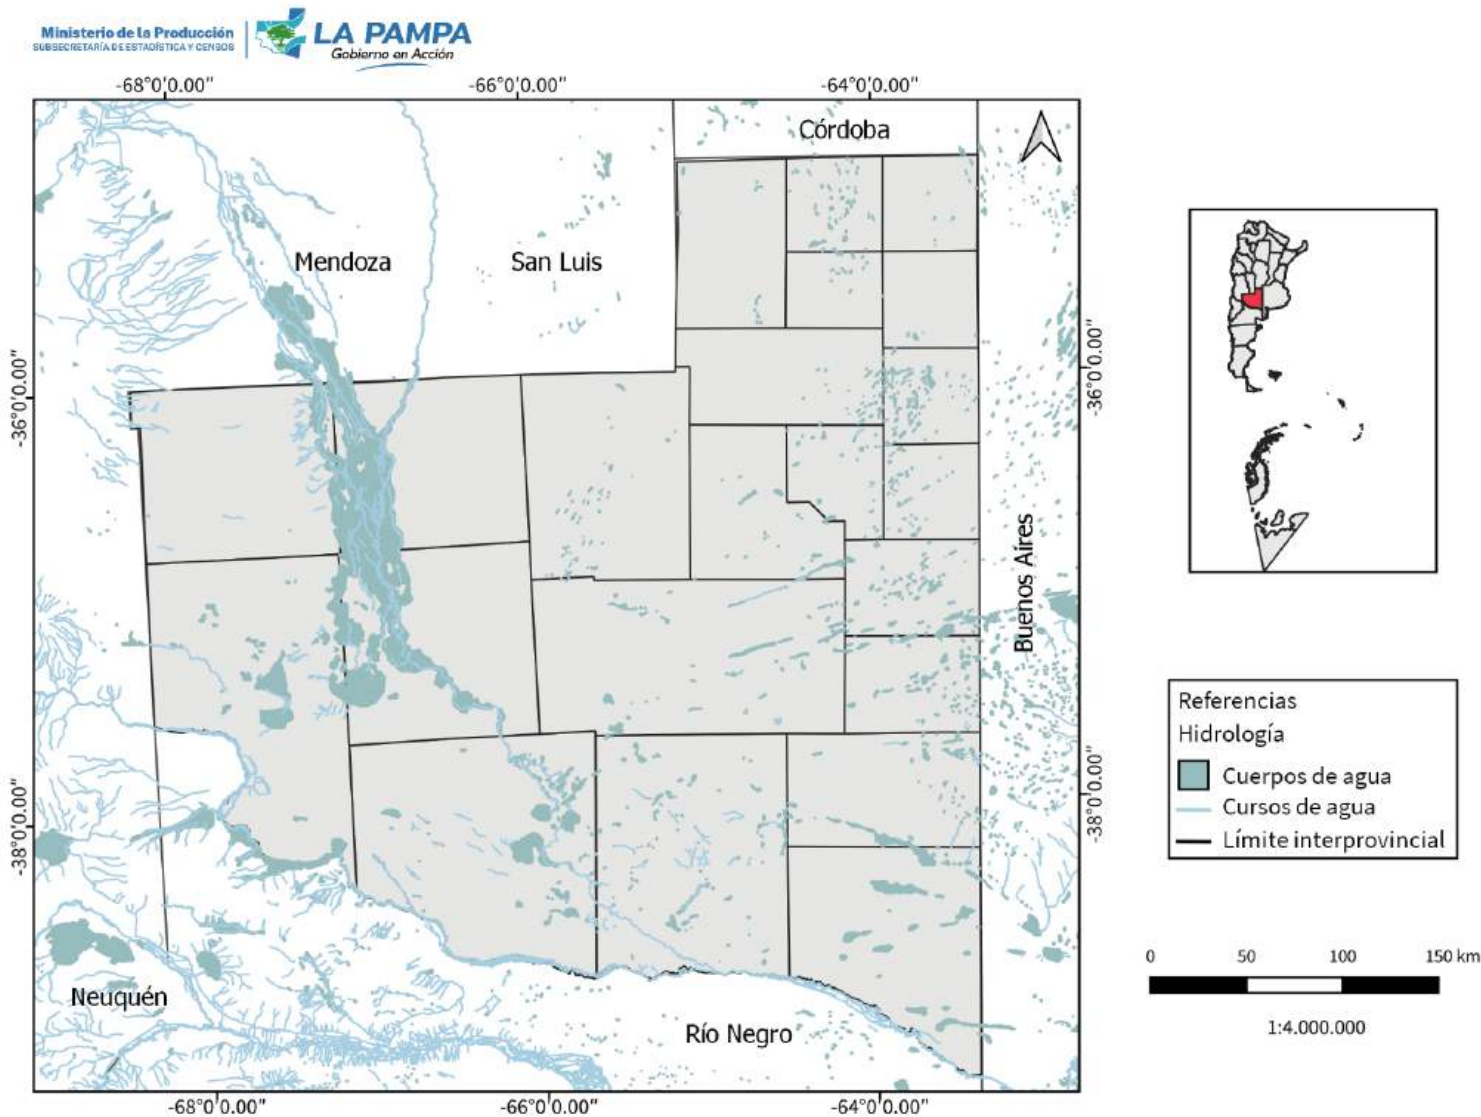 Ministerio de la Producción
SUBSECRETARÍA DE ESTADÍSTICA Y CENSOS
LA PAMPA
Gobierno en Acción
-68°0'0.00"
-66°0'0.00"
-64°0'0.00"
Córdoba
Mendoza
San Luis
-36°0'0.00"
-36°0'0.00"
Buenos Aires
-38°0'0.00"
-38°0'0.00"
Neuquén
Río Negro
-68°0'0.00"
-66°0'0.00"
-64°0'0.00"
Referencias
Hidrología
Cuerpos de agua
Cursos de agua
Límite interprovincial
0 50 100 150 km
1:4.000.000